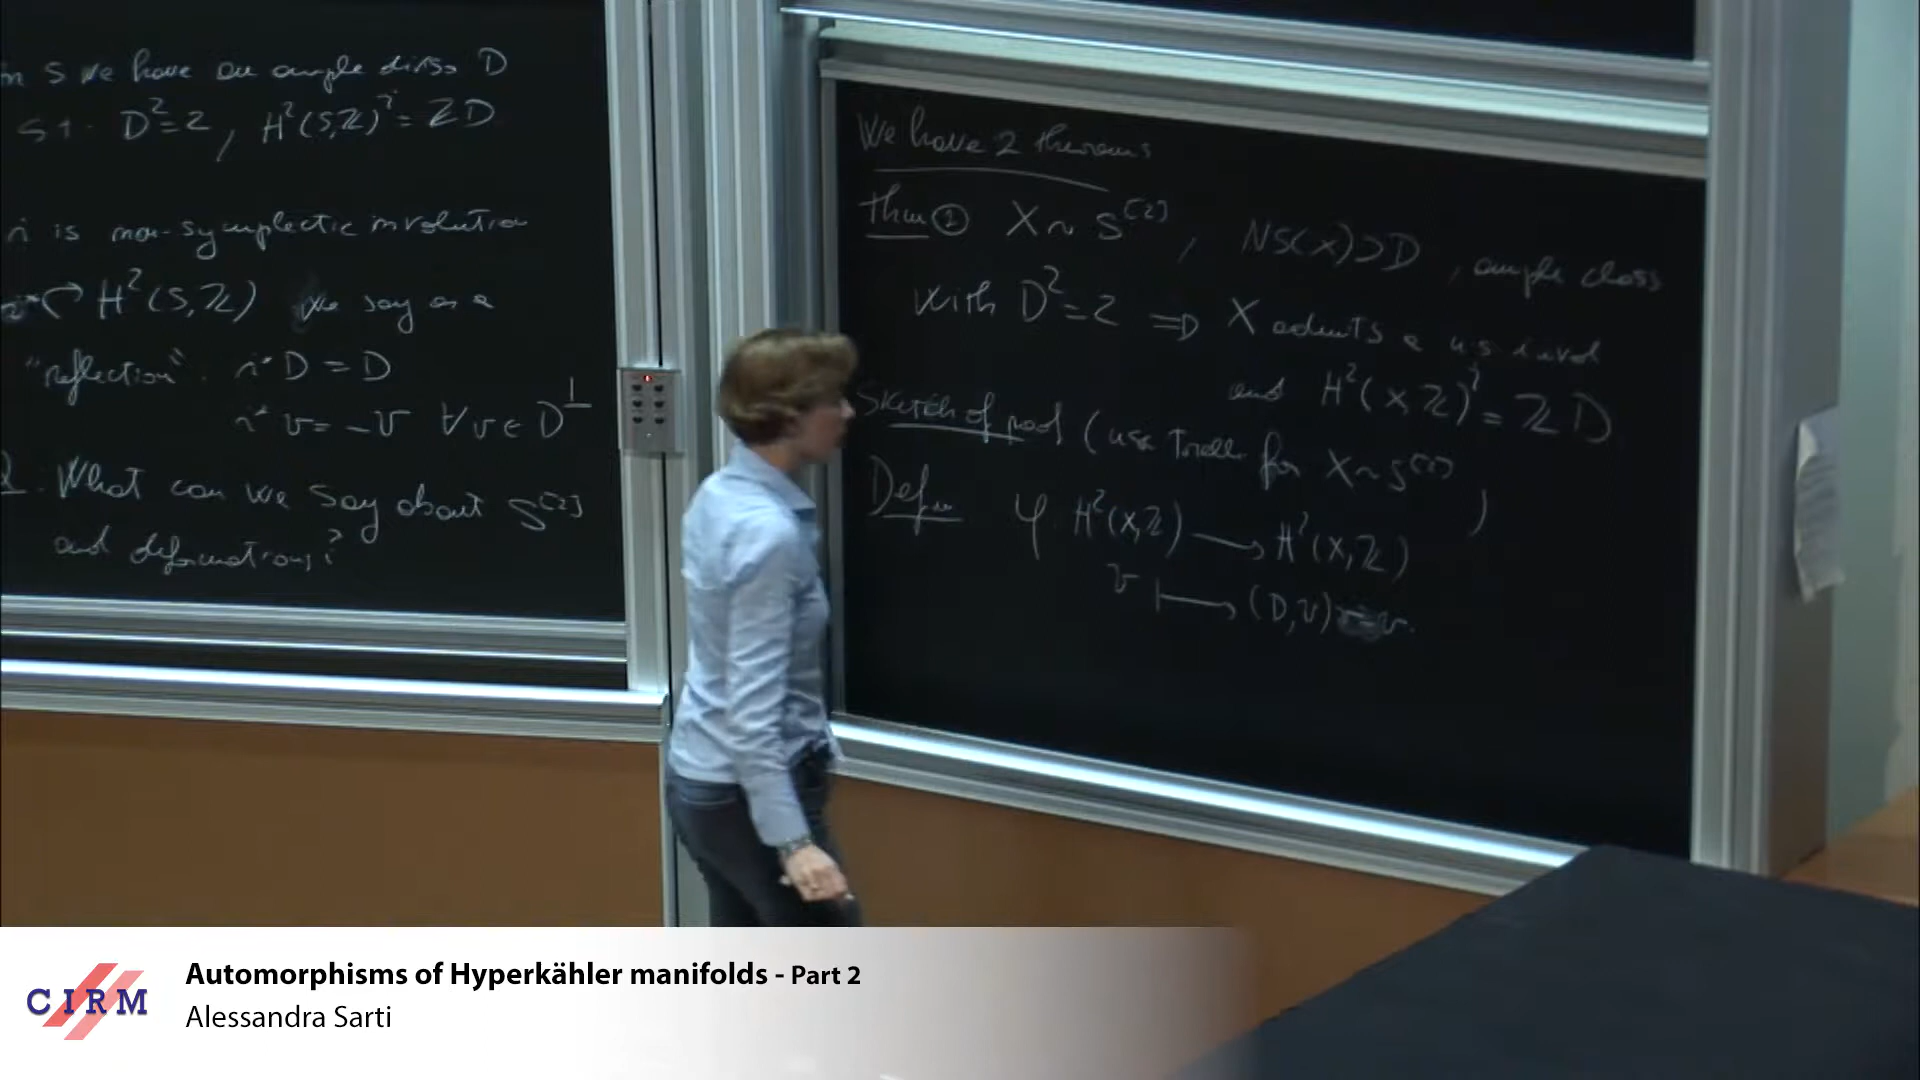 n S we have an ample class D
s.t. D²=2, H²(S,Z)^i = ZD
i is non-symplectic involution
i* ↷ H²(S,Z) We say is a
"reflection". i*D = D
i*v = -v ∀v∈D^⊥
Q. What can we say about S^[2]
and deformations?
We have 2 theorems
thm ① X ~ S^[2], NS(X)∋D, ample class
with D²=2 ⇒ X admits a n.s. invol
and H²(X,Z)^i = ZD
Sketch of proof (use Torelli for X~S^[2])
Define φ H²(X,Z) ⟶ H²(X,Z)
v ⟼ (D,v) -v.
CIRM
Automorphisms of Hyperkähler manifolds - Part 2
Alessandra Sarti